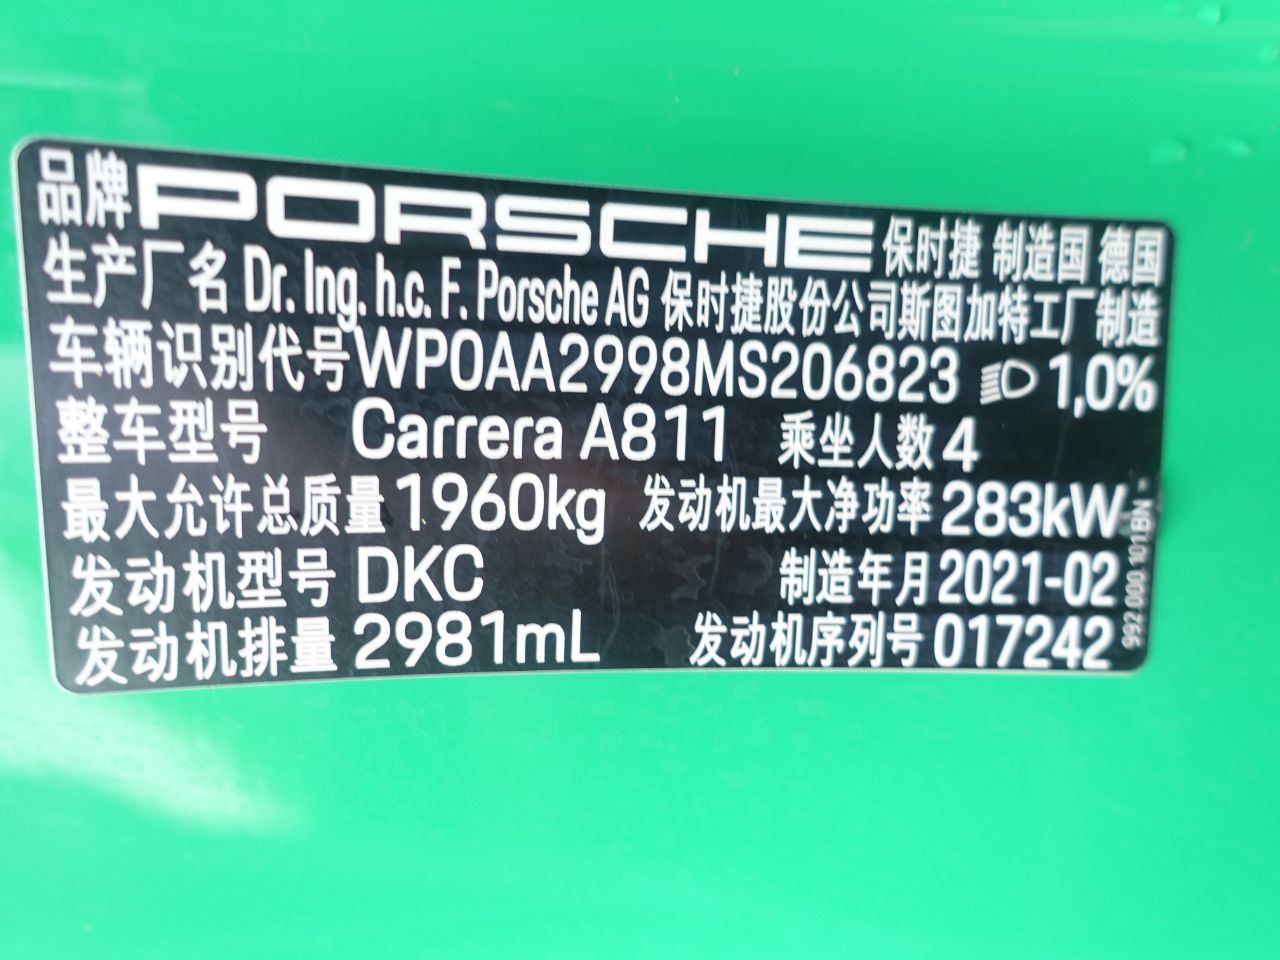 品牌 PORSCHE 保时捷 制造国 德国
生产厂名 Dr. Ing. h.c. F. Porsche AG 保时捷股份公司斯图加特工厂制造
车辆识别代号 WP0AA2998MS206823 1,0%
整车型号 Carrera A811 乘坐人数 4
最大允许总质量 1960kg 发动机最大净功率 283kW
发动机型号 DKC 制造年月 2021-02
发动机排量 2981mL 发动机序列号 017242
992 000 101 BN